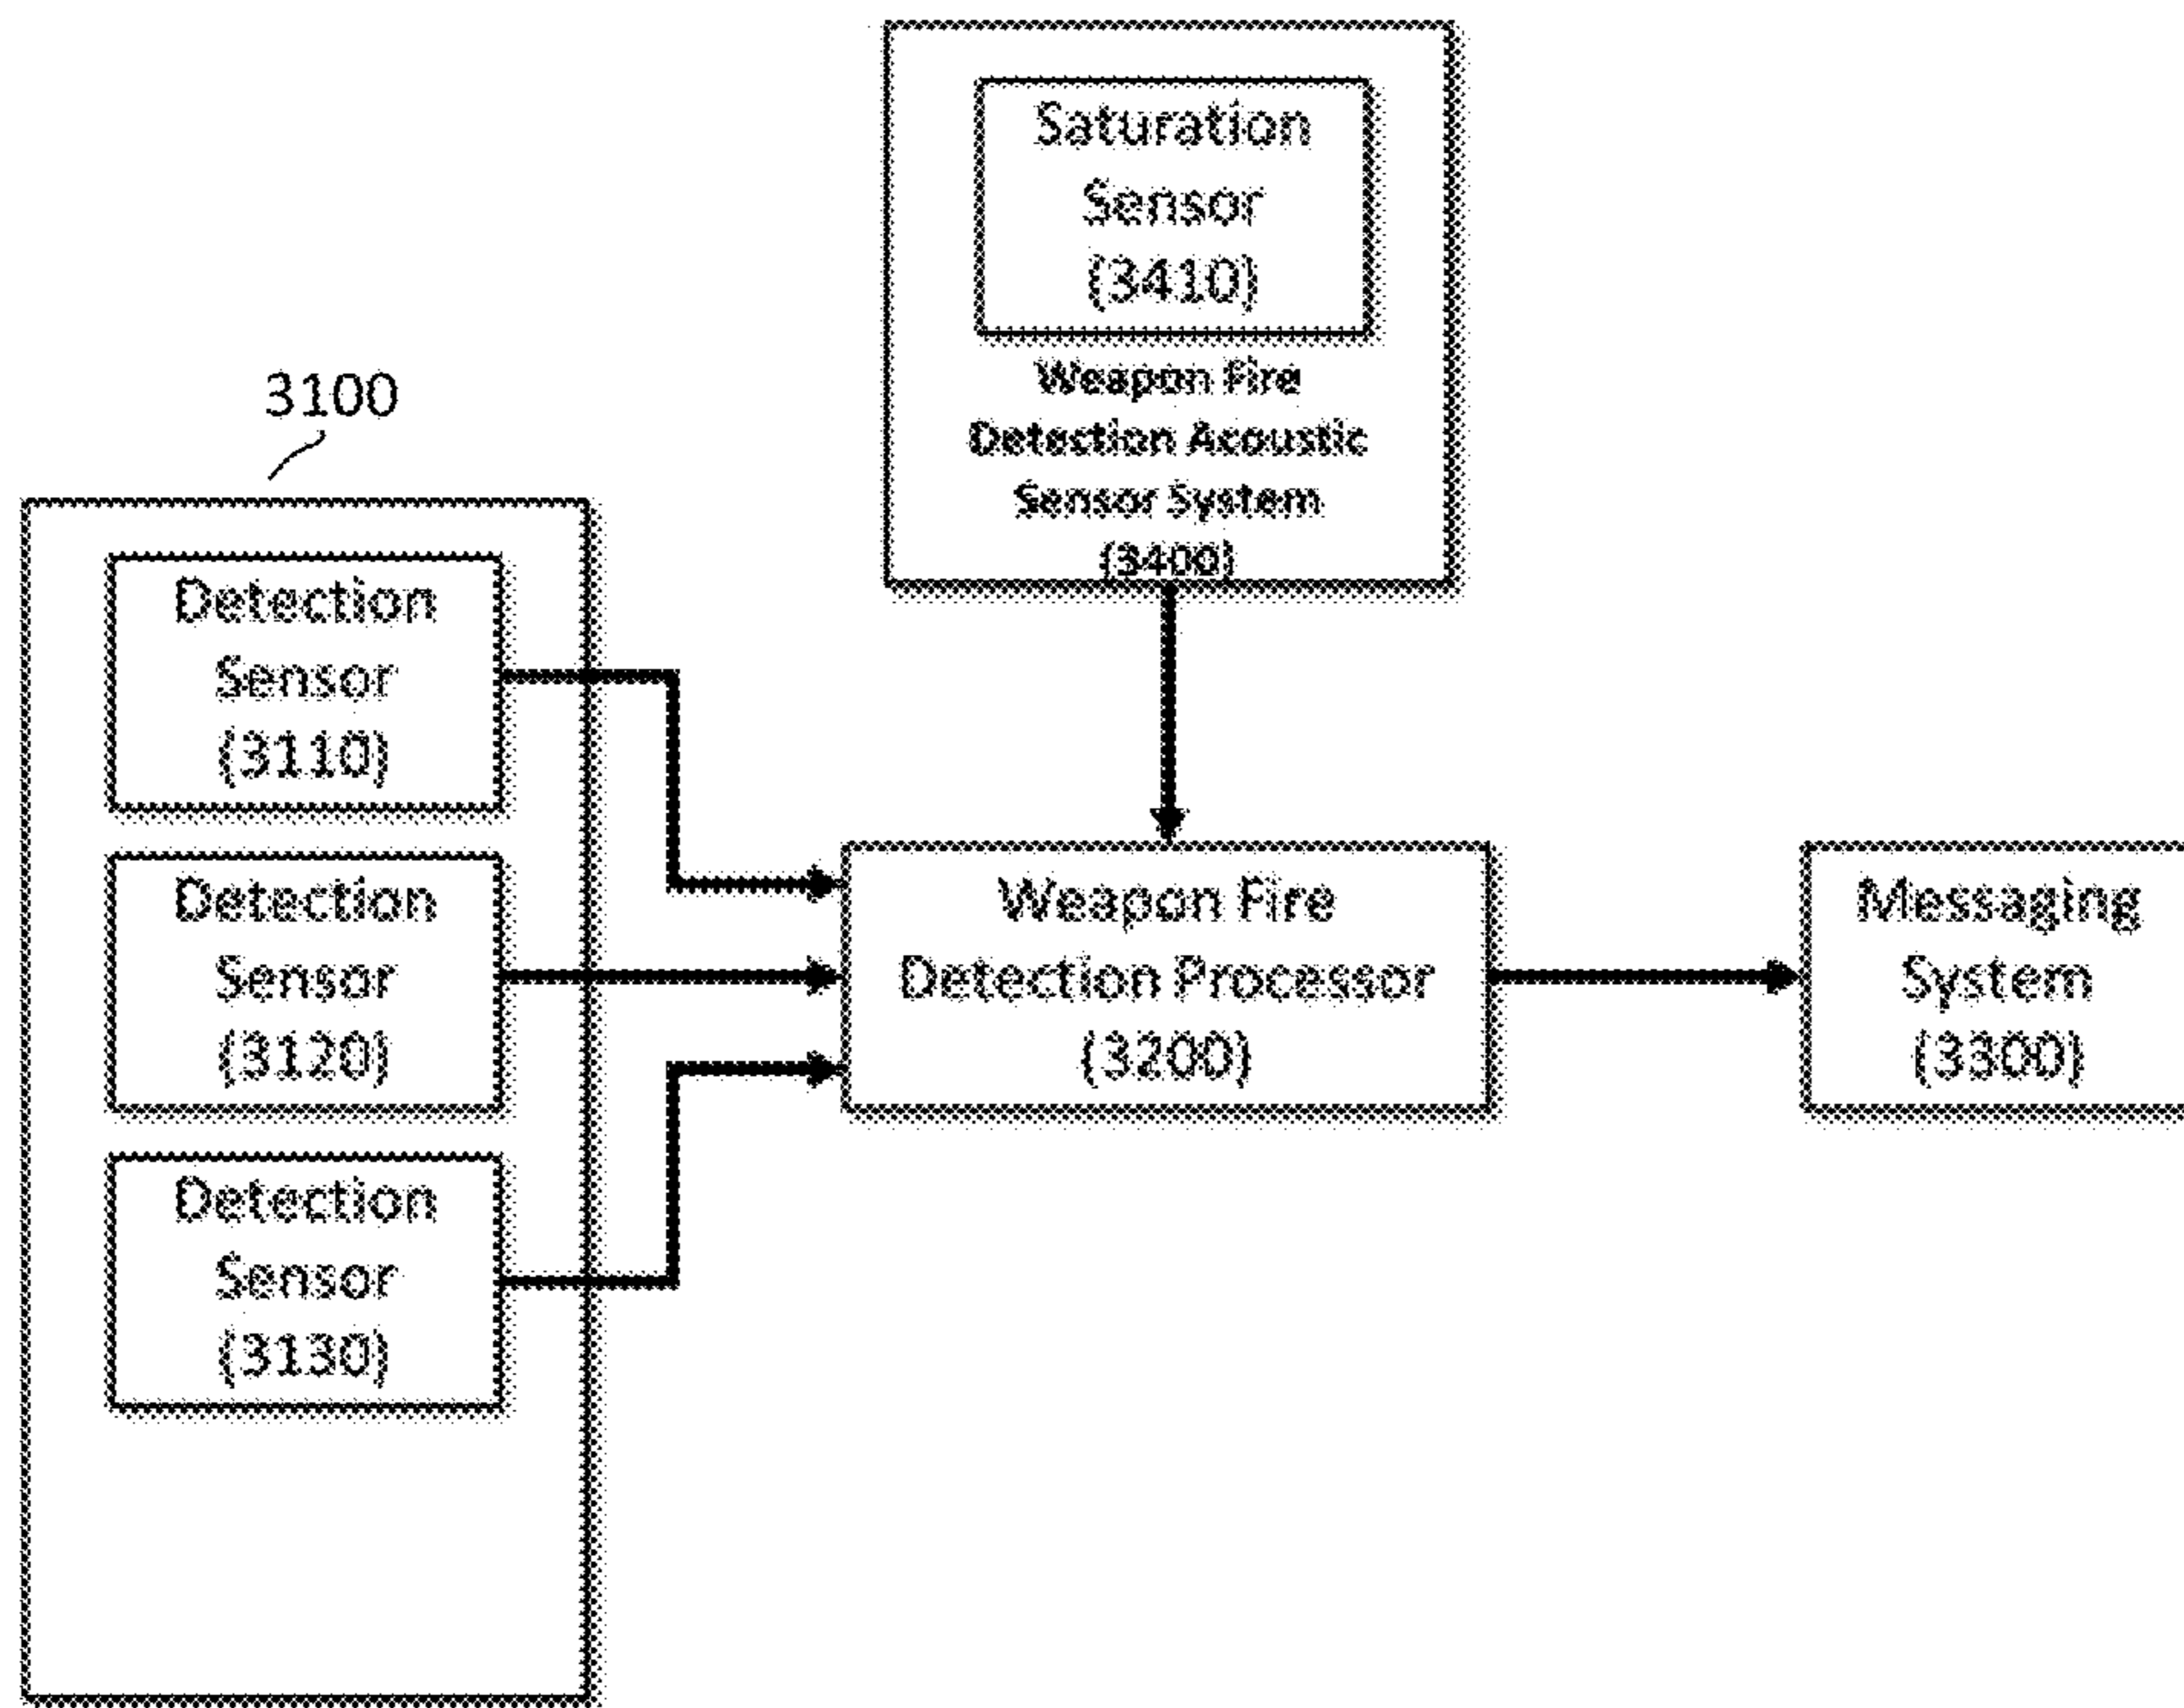 Saturation
Sensor
(3410)
Weapon Fire
Detection Acoustic
Sensor System
(3400)
3100
Detection
Sensor
(3110)
Detection
Sensor
(3120)
Detection
Sensor
(3130)
Weapon Fire
Detection Processor
(3200)
Messaging
System
(3300)